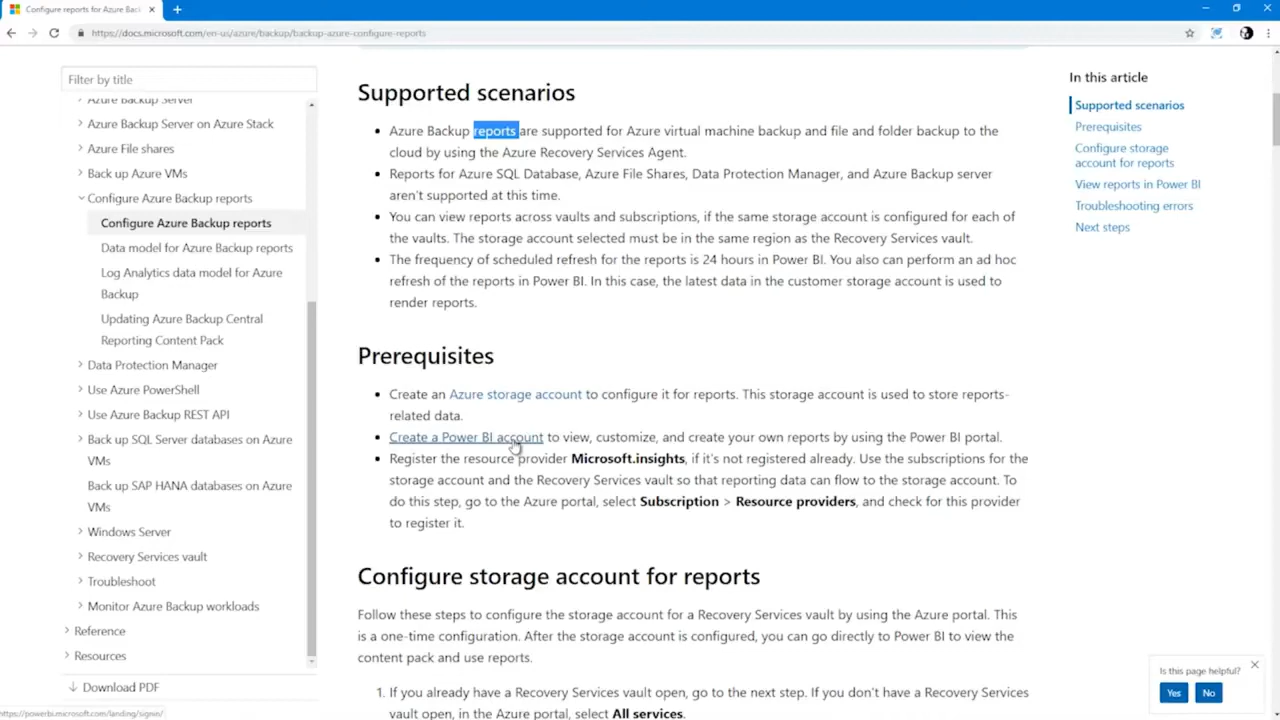 Configure reports for Azure Backup
https://docs.microsoft.com/en-us/azure/backup/backup-azure-configure-reports
Filter by title
Azure Backup Server
Azure Backup Server on Azure Stack
Azure File shares
Back up Azure VMs
Configure Azure Backup reports
Configure Azure Backup reports
Data model for Azure Backup reports
Log Analytics data model for Azure
Backup
Updating Azure Backup Central
Reporting Content Pack
Data Protection Manager
Use Azure PowerShell
Use Azure Backup REST API
Back up SQL Server databases on Azure
VMs
Back up SAP HANA databases on Azure
VMs
Windows Server
Recovery Services vault
Troubleshoot
Monitor Azure Backup workloads
Reference
Resources
Download PDF
https://powerbi.microsoft.com/landing/signin/
Supported scenarios
• Azure Backup reports are supported for Azure virtual machine backup and file and folder backup to the
cloud by using the Azure Recovery Services Agent.
• Reports for Azure SQL Database, Azure File Shares, Data Protection Manager, and Azure Backup server
aren't supported at this time.
• You can view reports across vaults and subscriptions, if the same storage account is configured for each of
the vaults. The storage account selected must be in the same region as the Recovery Services vault.
• The frequency of scheduled refresh for the reports is 24 hours in Power BI. You also can perform an ad hoc
refresh of the reports in Power BI. In this case, the latest data in the customer storage account is used to
render reports.
Prerequisites
• Create an Azure storage account to configure it for reports. This storage account is used to store reports-
related data.
• Create a Power BI account to view, customize, and create your own reports by using the Power BI portal.
• Register the resource provider Microsoft.insights, if it's not registered already. Use the subscriptions for the
storage account and the Recovery Services vault so that reporting data can flow to the storage account. To
do this step, go to the Azure portal, select Subscription > Resource providers, and check for this provider
to register it.
Configure storage account for reports
Follow these steps to configure the storage account for a Recovery Services vault by using the Azure portal. This
is a one-time configuration. After the storage account is configured, you can go directly to Power BI to view the
content pack and use reports.
1. If you already have a Recovery Services vault open, go to the next step. If you don't have a Recovery Services
vault open, in the Azure portal, select All services.
In this article
Supported scenarios
Prerequisites
Configure storage
account for reports
View reports in Power BI
Troubleshooting errors
Next steps
Is this page helpful?
Yes
No